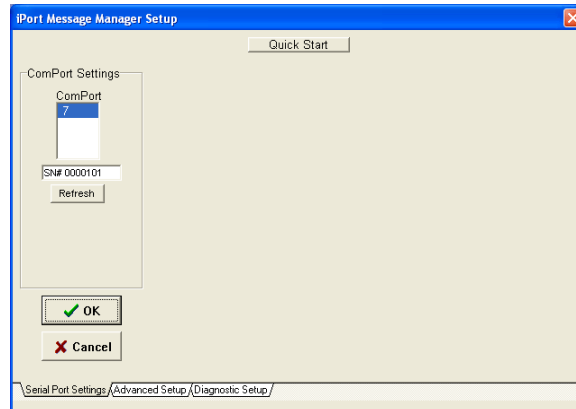 iPort Message Manager Setup
Quick Start
ComPort Settings
ComPort
7
SN# 0000101
Refresh
OK
Cancel
Serial Port Settings Advanced Setup Diagnostic Setup